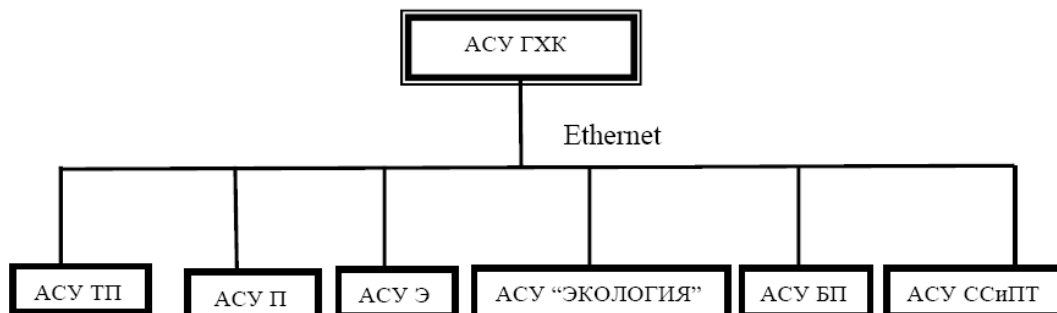 АСУ ГХК
Ethernet
АСУ ТП
АСУ П
АСУ Э
АСУ “ЭКОЛОГИЯ”
АСУ БП
АСУ ССиПТ